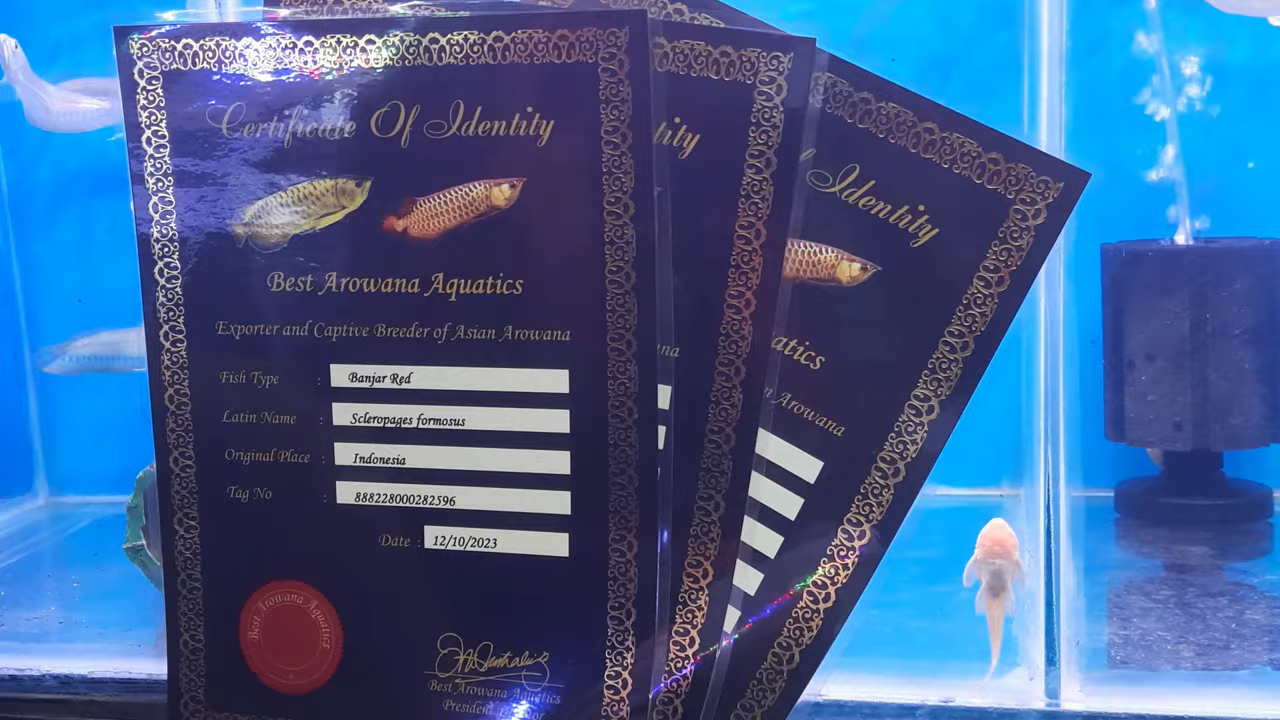 Certificate Of Identity
Best Arowana Aquatics
Exporter and Captive Breeder of Asian Arowana
Fish Type : Banjar Red
Latin Name : Scleropages formosus
Original Place : Indonesia
Tag No : 888228000282596
Date : 12/10/2023
Best Arowana Aquatics
Best Arowana Aquatics
President
tity
na
Identity
atics
n Arowana